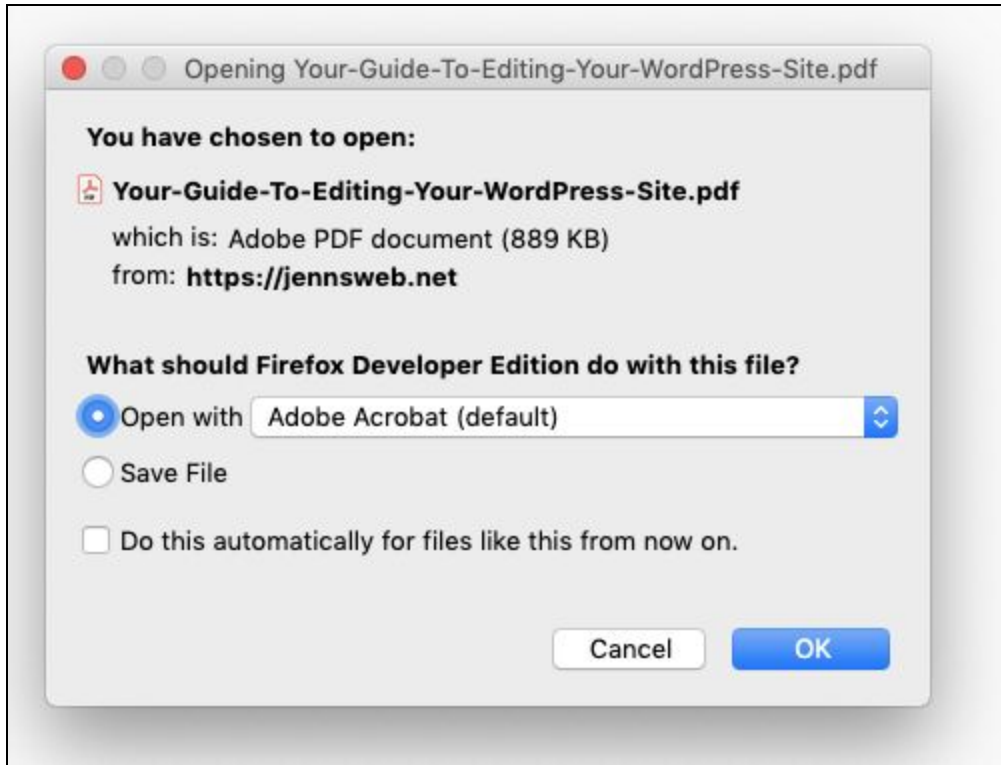 Opening Your-Guide-To-Editing-Your-WordPress-Site.pdf
You have chosen to open:
Your-Guide-To-Editing-Your-WordPress-Site.pdf
which is: Adobe PDF document (889 KB)
from: https://jennsweb.net
What should Firefox Developer Edition do with this file?
Open with Adobe Acrobat (default)
Save File
Do this automatically for files like this from now on.
Cancel OK